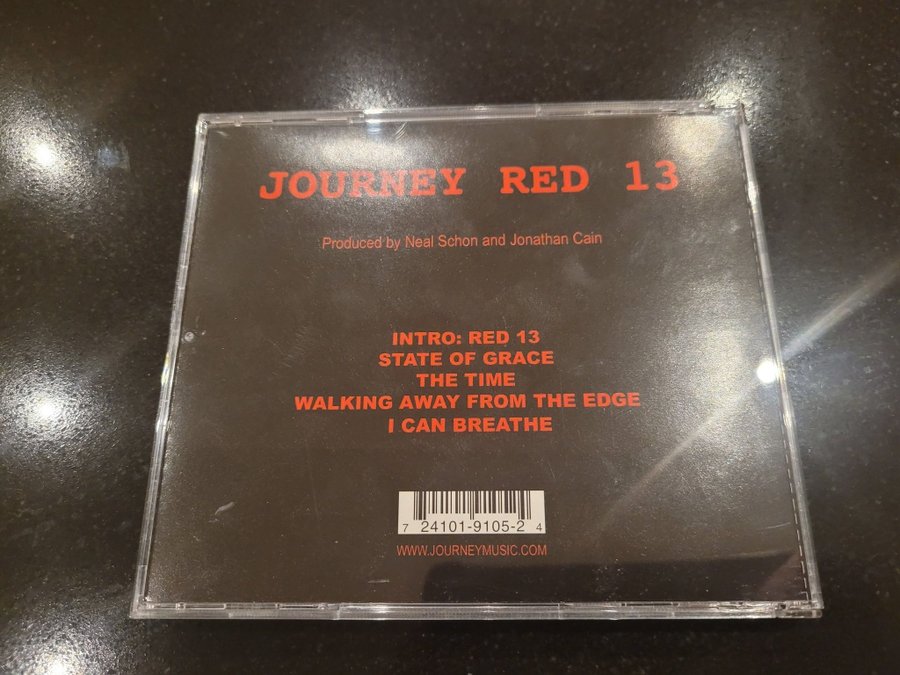 JOURNEY RED 13
Produced by Neal Schon and Jonathan Cain
INTRO: RED 13
STATE OF GRACE
THE TIME
WALKING AWAY FROM THE EDGE
I CAN BREATHE
7 24101-9105-2 4
WWW.JOURNEYMUSIC.COM